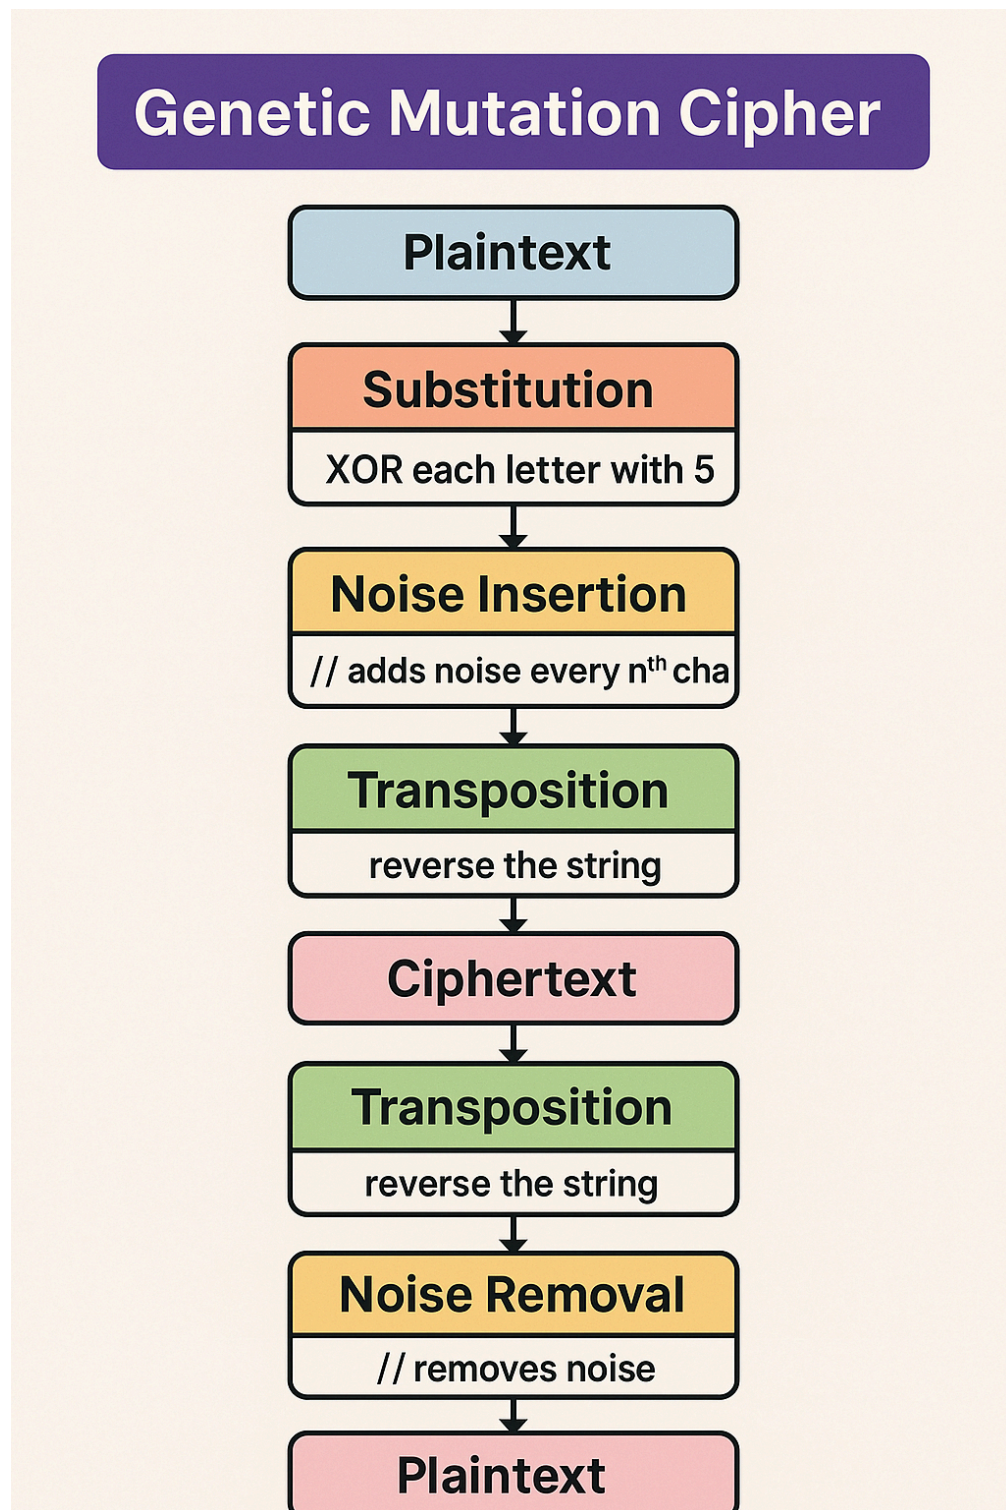 Genetic Mutation Cipher
Plaintext
Substitution
XOR each letter with 5
Noise Insertion
// adds noise every nᵗʰ cha
Transposition
reverse the string
Ciphertext
Transposition
reverse the string
Noise Removal
// removes noise
Plaintext